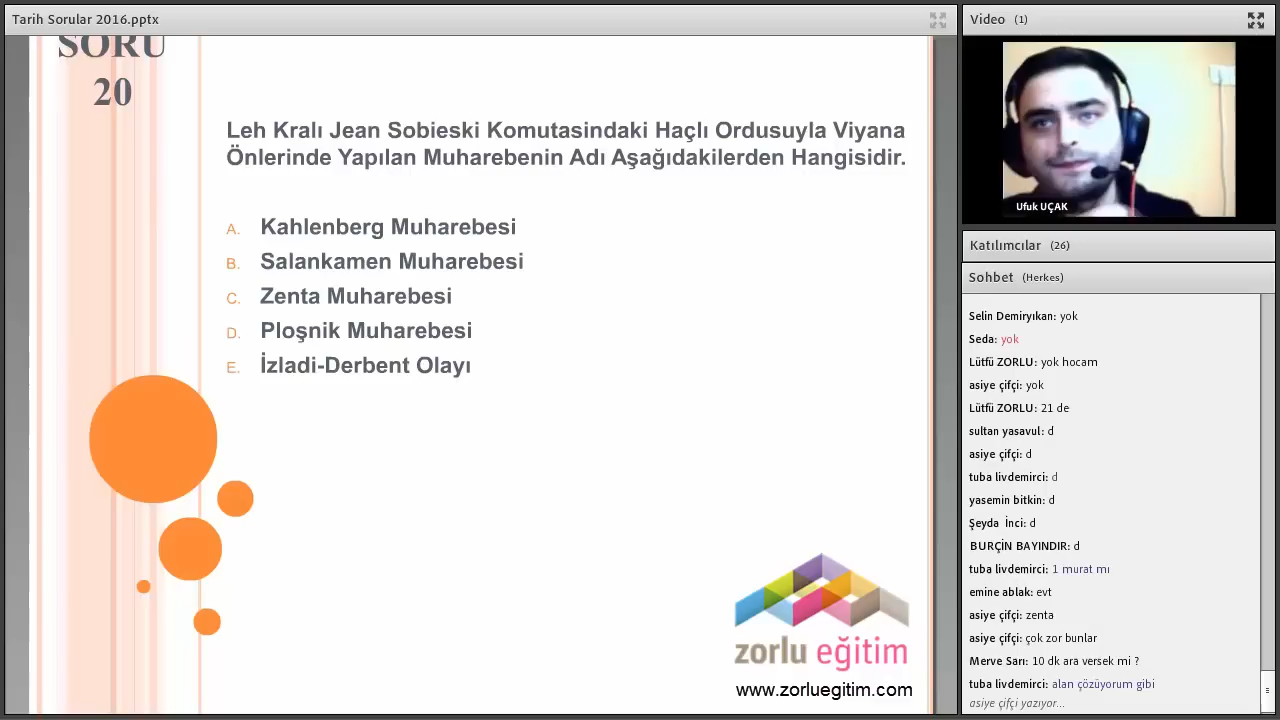 Tarih Sorular 2016.pptx
SORU
20
Leh Kralı Jean Sobieski Komutasindaki Haçlı Ordusuyla Viyana
Önlerinde Yapılan Muharebenin Adı Aşağıdakilerden Hangisidir.
A. Kahlenberg Muharebesi
B. Salankamen Muharebesi
C. Zenta Muharebesi
D. Ploşnik Muharebesi
E. İzladi-Derbent Olayı
zorlu eğitim
www.zorluegitim.com
Video (1)
Ufuk UÇAK
Katılımcılar (26)
Sohbet (Herkes)
Selin Demiryıkan: yok
Seda: yok
Lütfü ZORLU: yok hocam
asiye çifçi: yok
Lütfü ZORLU: 21 de
sultan yasavul: d
asiye çifçi: d
tuba livdemirci: d
yasemin bitkin: d
Şeyda İnci: d
BURÇİN BAYINDIR: d
tuba livdemirci: 1 murat mı
emine ablak: evt
asiye çifçi: zenta
asiye çifçi: çok zor bunlar
Merve Sarı: 10 dk ara versek mi ?
tuba livdemirci: alan çözüyorum gibi
asiye çifçi yazıyor...